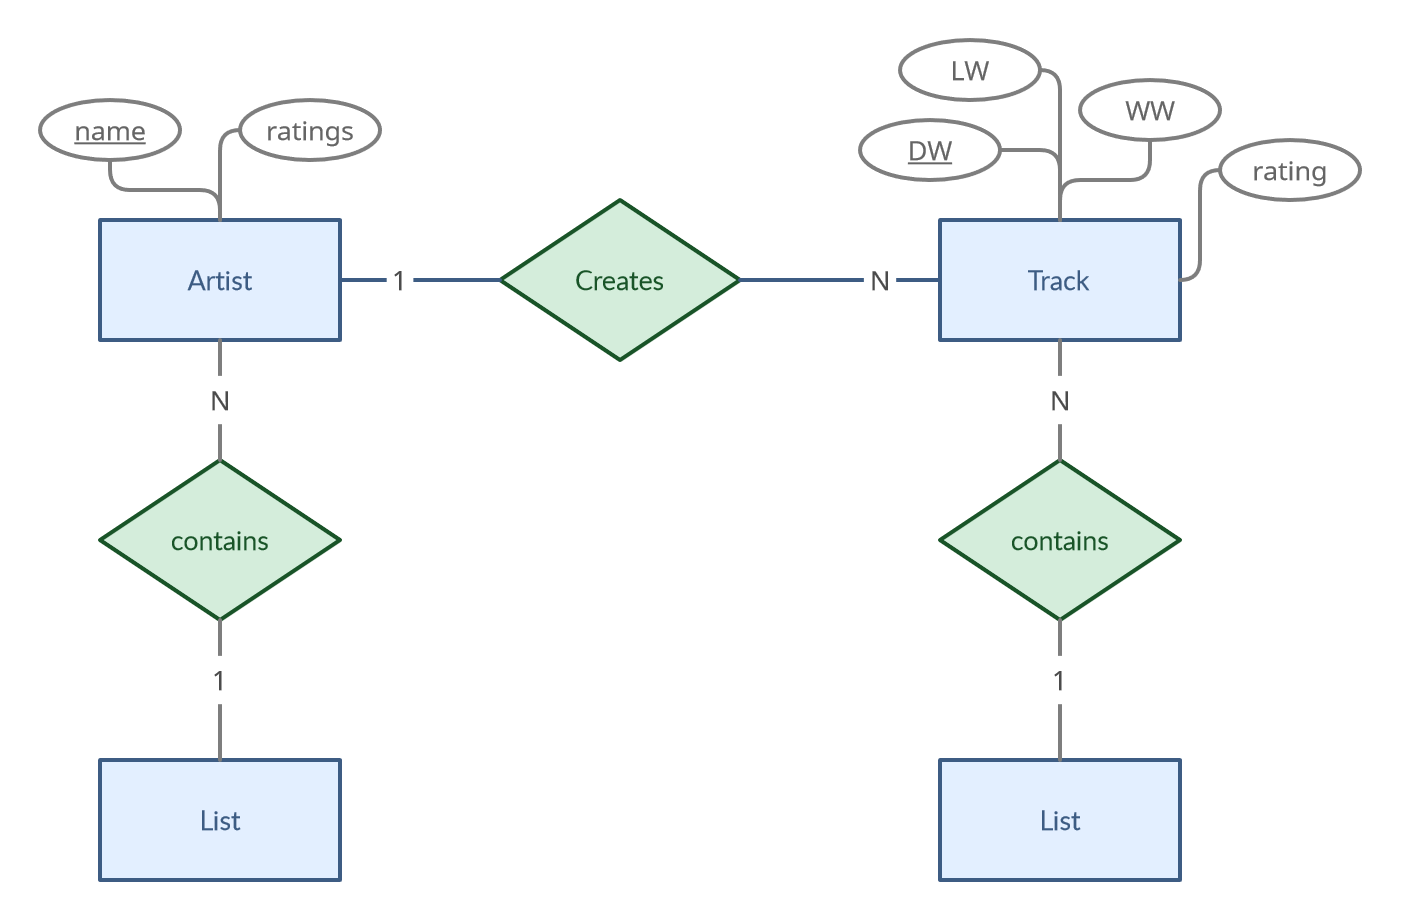 LW
WW
name
ratings
DW
rating
Artist
1
Creates
N
Track
N
N
contains
contains
1
1
List
List